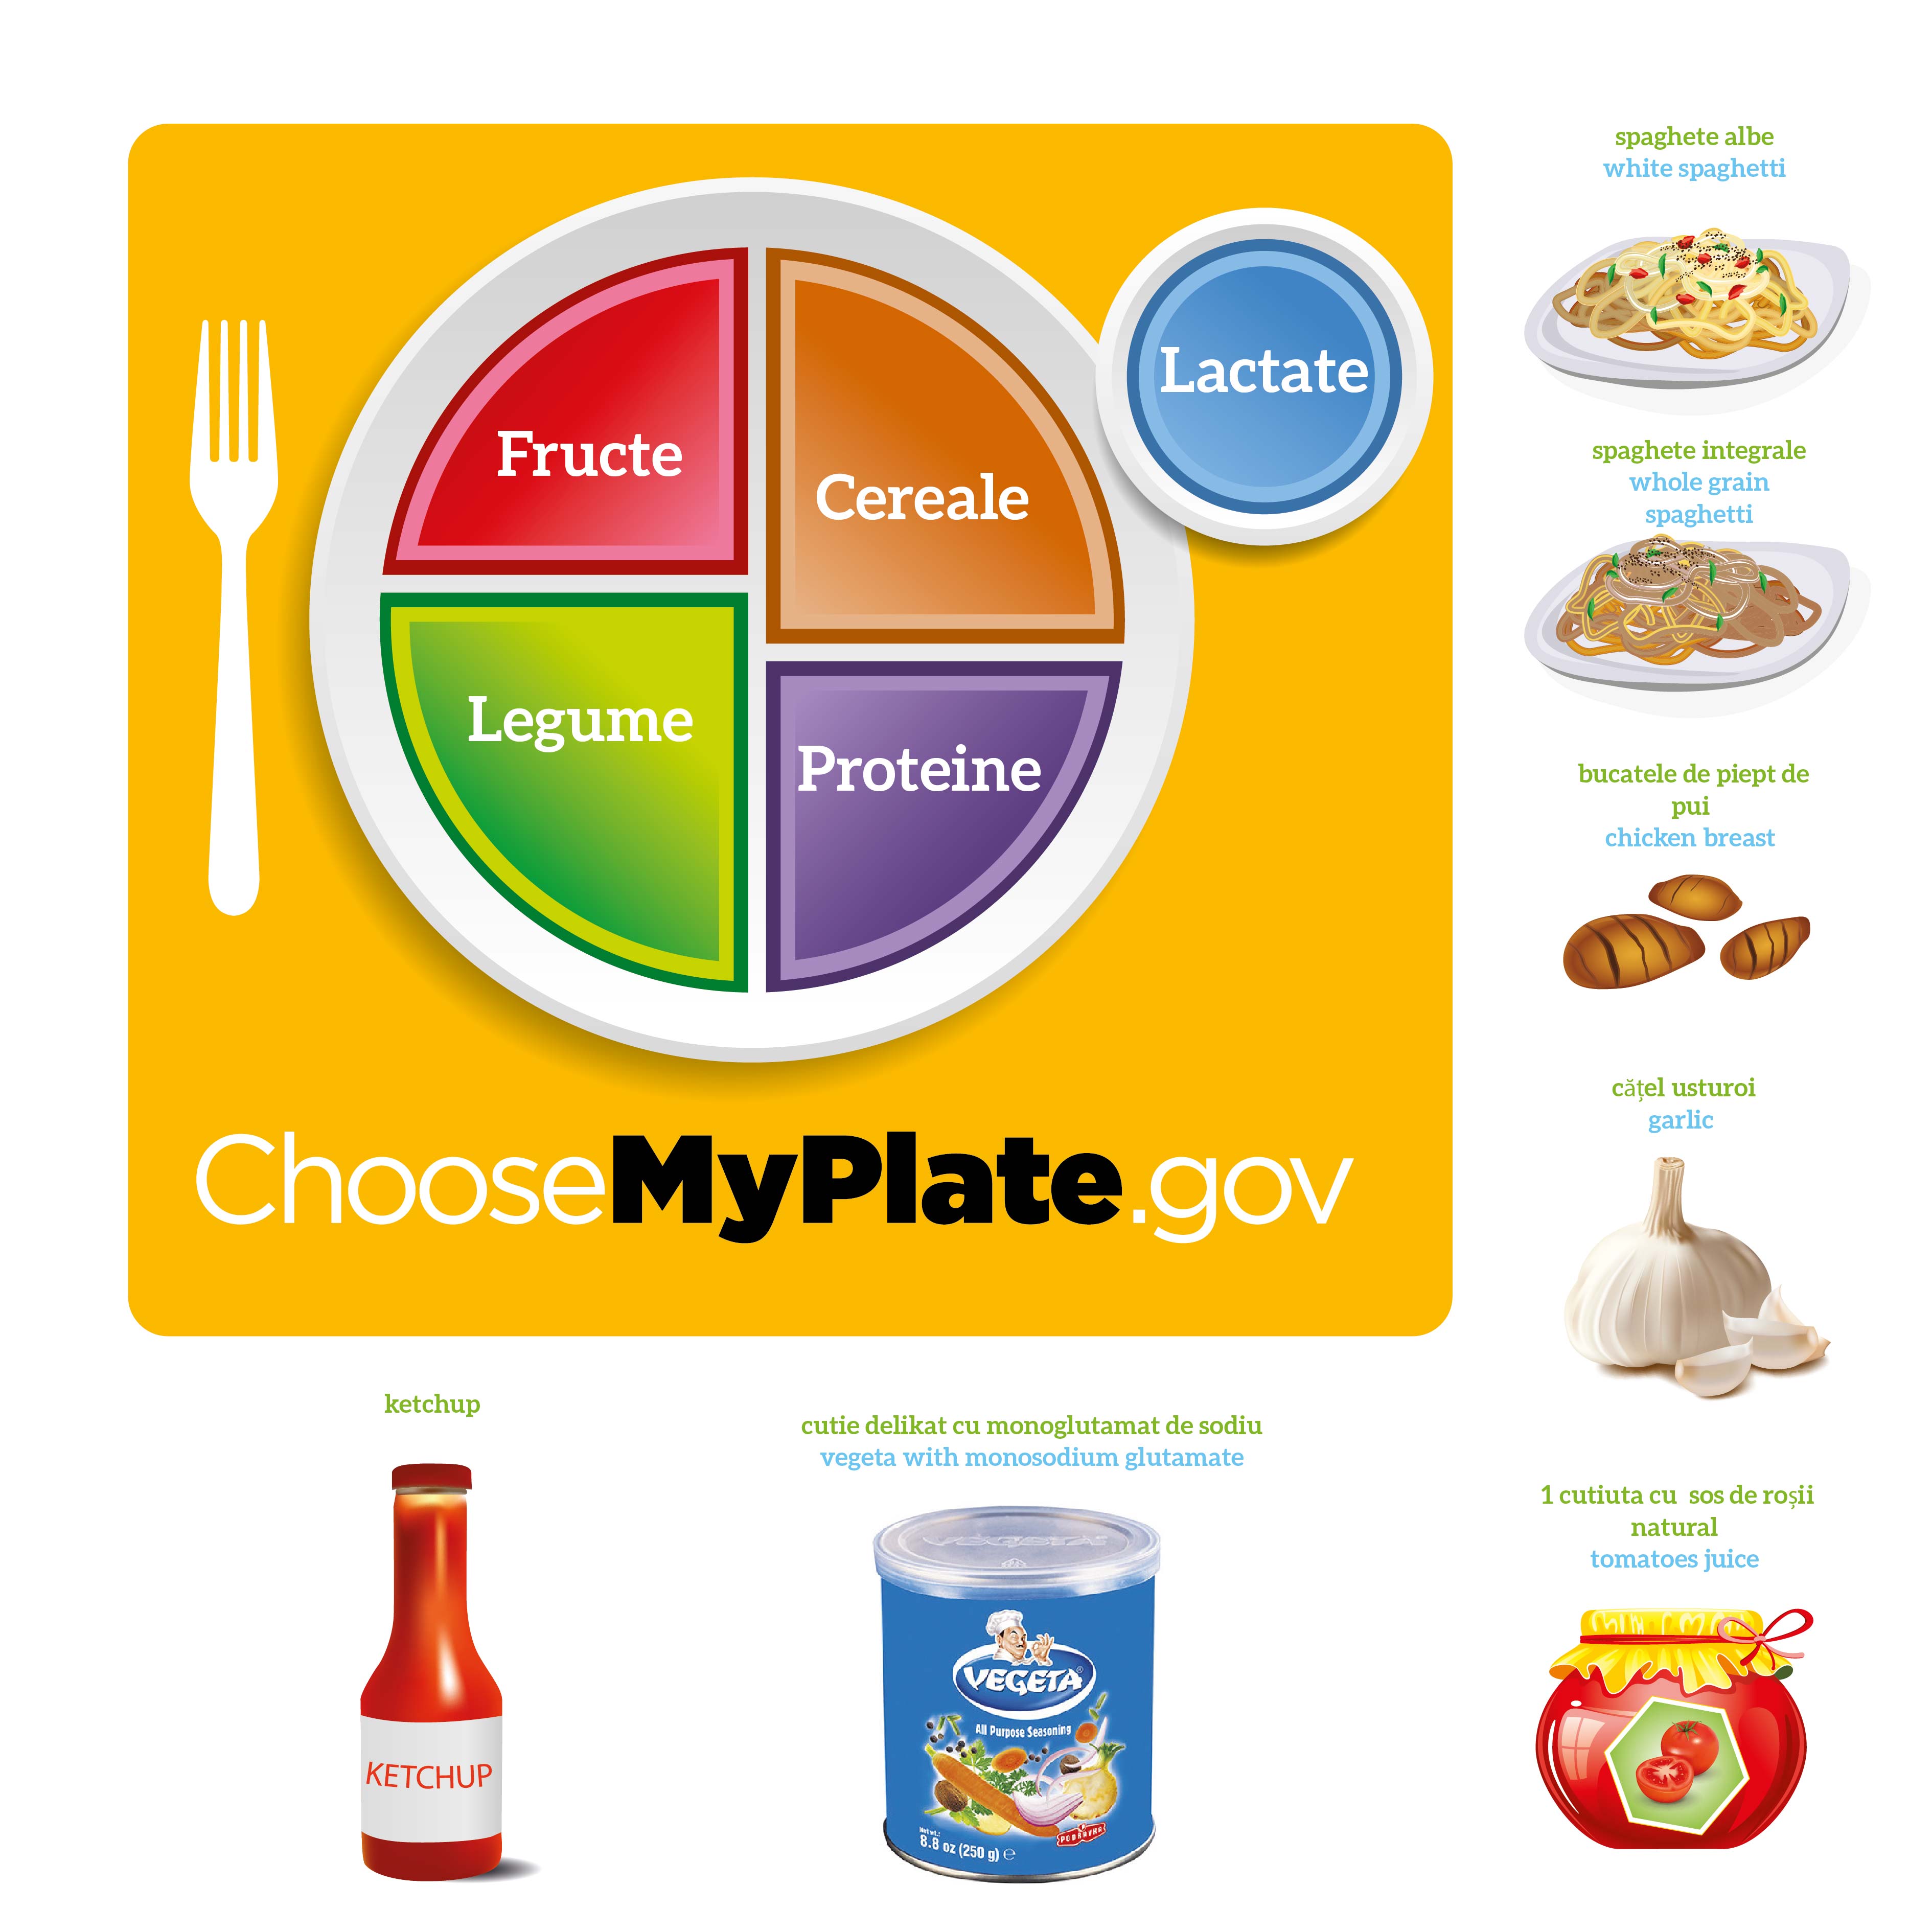 spaghete albe
white spaghetti
Fructe
Cereale
Lactate
Legume
Proteine
spaghete integrale
whole grain
spaghetti
bucatele de piept de
pui
chicken breast
cățel usturoi
garlic
ChooseMyPlate.gov
ketchup
KETCHUP
cutie delikat cu monoglutamat de sodiu
vegeta with monosodium glutamate
VEGETA
VEGETA®
All Purpose Seasoning
Net wt.:
8.8 oz (250 g) ℮
PODRAVKA
1 cutiuta cu sos de roșii
natural
tomatoes juice